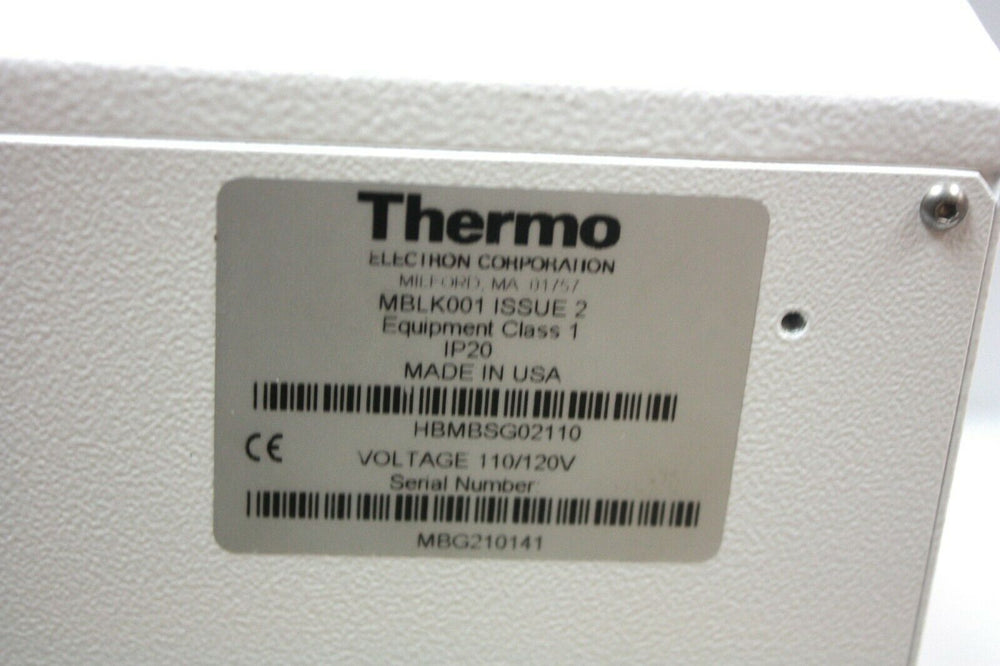 Thermo
ELECTRON CORPORATION
MILFORD, MA 01757
MBLK001 ISSUE 2
Equipment Class 1
IP20
MADE IN USA
HBMBSG02110
CE
VOLTAGE 110/120V
Serial Number
MBG210141